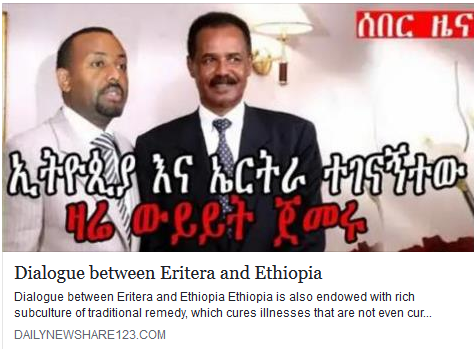 ሰበር ዜና
ኢትዮጲያ እና ኤርትራ ተገናኝተው
ዛሬ ውይይት ጀመሩ
Dialogue between Eritera and Ethiopia
Dialogue between Eritera and Ethiopia Ethiopia is also endowed with rich
subculture of traditional remedy, which cures illnesses that are not even cur...
DAILYNEWSHARE123.COM